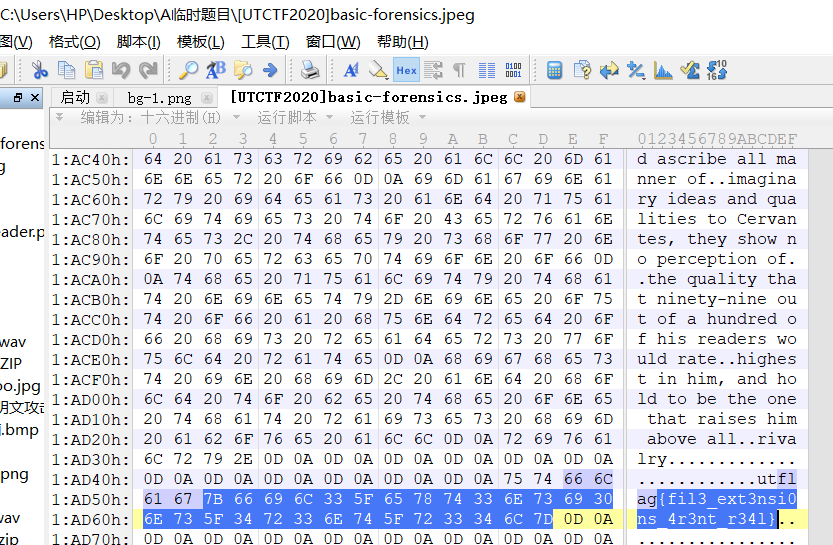 C:\Users\HP\Desktop\A临时题目\[UTCTF2020]basic-forensics.jpeg
图(V) 格式(O) 脚本(I) 模板(L) 工具(T) 窗口(W) 帮助(H)
Hex
启动 bg-1.png [UTCTF2020]basic-forensics.jpeg
编辑为: 十六进制(H) 运行脚本 运行模板
0 1 2 3 4 5 6 7 8 9 A B C D E F 0123456789ABCDEF
1:AC40h: 64 20 61 73 63 72 69 62 65 20 61 6C 6C 20 6D 61 d ascribe all ma
1:AC50h: 6E 6E 65 72 20 6F 66 0D 0A 69 6D 61 67 69 6E 61 nner of..imagina
1:AC60h: 72 79 20 69 64 65 61 73 20 61 6E 64 20 71 75 61 ry ideas and qua
1:AC70h: 6C 69 74 69 65 73 20 74 6F 20 43 65 72 76 61 6E lities to Cervan
1:AC80h: 74 65 73 2C 20 74 68 65 79 20 73 68 6F 77 20 6E tes, they show n
1:AC90h: 6F 20 70 65 72 63 65 70 74 69 6F 6E 20 6F 66 0D o perception of.
1:ACA0h: 0A 74 68 65 20 71 75 61 6C 69 74 79 20 74 68 61 .the quality tha
1:ACB0h: 74 20 6E 69 6E 65 74 79 2D 6E 69 6E 65 20 6F 75 t ninety-nine ou
1:ACC0h: 74 20 6F 66 20 61 20 68 75 6E 64 72 65 64 20 6F t of a hundred o
1:ACD0h: 66 20 68 69 73 20 72 65 61 64 65 72 73 20 77 6F f his readers wo
1:ACE0h: 75 6C 64 20 72 61 74 65 0D 0A 68 69 67 68 65 73 uld rate..highes
1:ACF0h: 74 20 69 6E 20 68 69 6D 2C 20 61 6E 64 20 68 6F t in him, and ho
1:AD00h: 6C 64 20 74 6F 20 62 65 20 74 68 65 20 6F 6E 65 ld to be the one
1:AD10h: 20 74 68 61 74 20 72 61 69 73 65 73 20 68 69 6D that raises him
1:AD20h: 20 61 62 6F 76 65 20 61 6C 6C 0D 0A 72 69 76 61 above all..riva
1:AD30h: 6C 72 79 2E 0D 0A 0D 0A 0D 0A 0D 0A 0D 0A 0D 0A lry.............
1:AD40h: 0D 0A 0D 0A 0D 0A 0D 0A 0D 0A 0D 0A 75 74 66 6C ............utfl
1:AD50h: 61 67 7B 66 69 6C 33 5F 65 78 74 33 6E 73 69 30 ag{fil3_ext3nsi0
1:AD60h: 6E 73 5F 34 72 33 6E 74 5F 72 33 34 6C 7D 0D 0A ns_4r3nt_r34l}..
1:AD70h: 0D 0A 0D 0A 0D 0A 0D 0A 0D 0A 0D 0A 0D 0A 0D 0A ................
forens
g
eader.p
wav
ZIP
oo.jpg
明文攻击
j.bmp
png
wav
ZIP